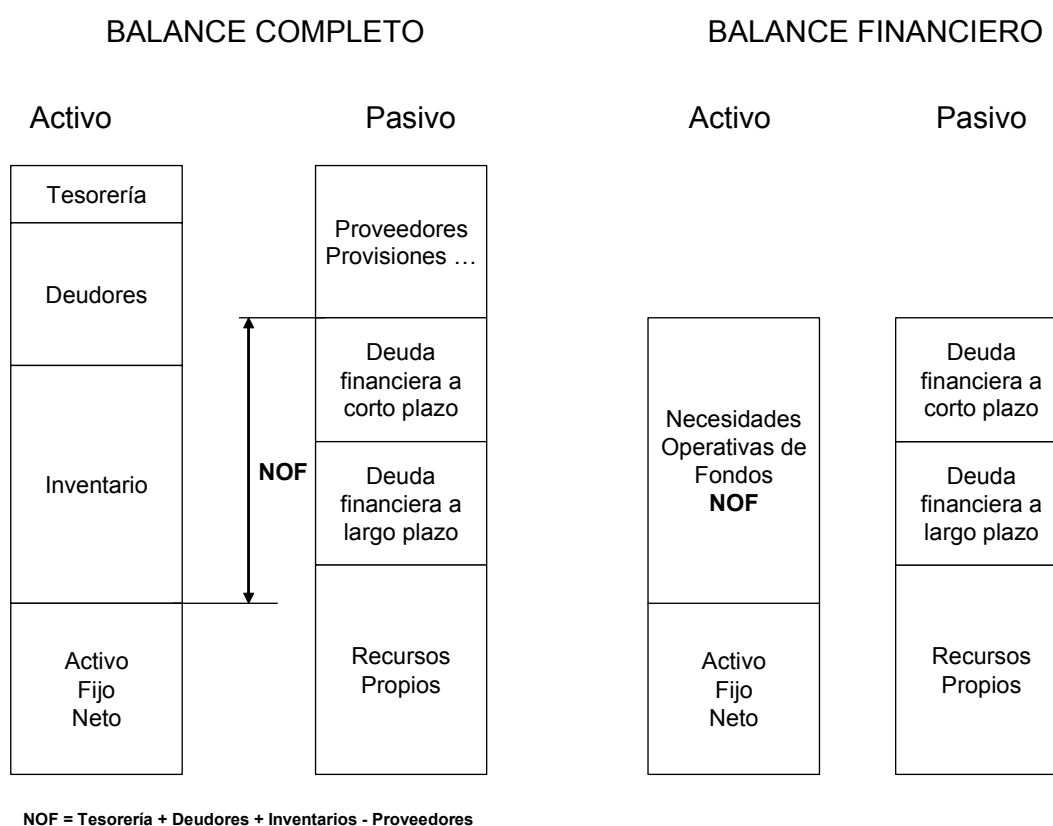 BALANCE COMPLETO
BALANCE FINANCIERO
Activo
Pasivo
Activo
Pasivo
Tesorería
Deudores
Inventario
Activo
Fijo
Neto
NOF
Proveedores
Provisiones …
Deuda
financiera a
corto plazo
Deuda
financiera a
largo plazo
Recursos
Propios
Necesidades
Operativas de
Fondos
NOF
Activo
Fijo
Neto
Deuda
financiera a
corto plazo
Deuda
financiera a
largo plazo
Recursos
Propios
NOF = Tesorería + Deudores + Inventarios - Proveedores